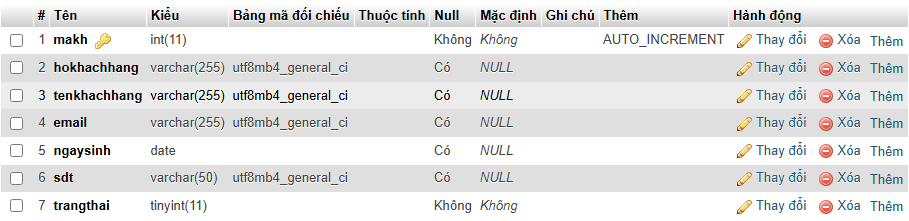 # Tên Kiểu Bảng mã đối chiếu Thuộc tính Null Mặc định Ghi chú Thêm Hành động
1 makh int(11) Không Không AUTO_INCREMENT Thay đổi Xóa Thêm
2 hokhachhang varchar(255) utf8mb4_general_ci Có NULL Thay đổi Xóa Thêm
3 tenkhachhang varchar(255) utf8mb4_general_ci Có NULL Thay đổi Xóa Thêm
4 email varchar(255) utf8mb4_general_ci Có NULL Thay đổi Xóa Thêm
5 ngaysinh date Có NULL Thay đổi Xóa Thêm
6 sdt varchar(50) utf8mb4_general_ci Có NULL Thay đổi Xóa Thêm
7 trangthai tinyint(11) Không Không Thay đổi Xóa Thêm